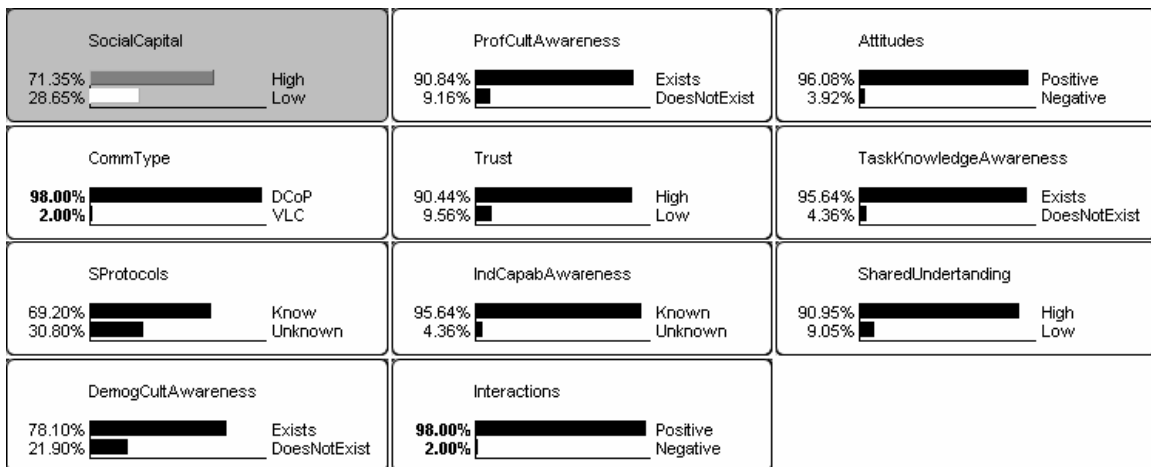 SocialCapital
71.35% High
28.65% Low
ProfCultAwareness
90.84% Exists
9.16% DoesNotExist
Attitudes
96.08% Positive
3.92% Negative
CommType
98.00% DCoP
2.00% VLC
Trust
90.44% High
9.56% Low
TaskKnowledgeAwareness
95.64% Exists
4.36% DoesNotExist
SProtocols
69.20% Know
30.80% Unknown
IndCapabAwareness
95.64% Known
4.36% Unknown
SharedUndertanding
90.95% High
9.05% Low
DemogCultAwareness
78.10% Exists
21.90% DoesNotExist
Interactions
98.00% Positive
2.00% Negative